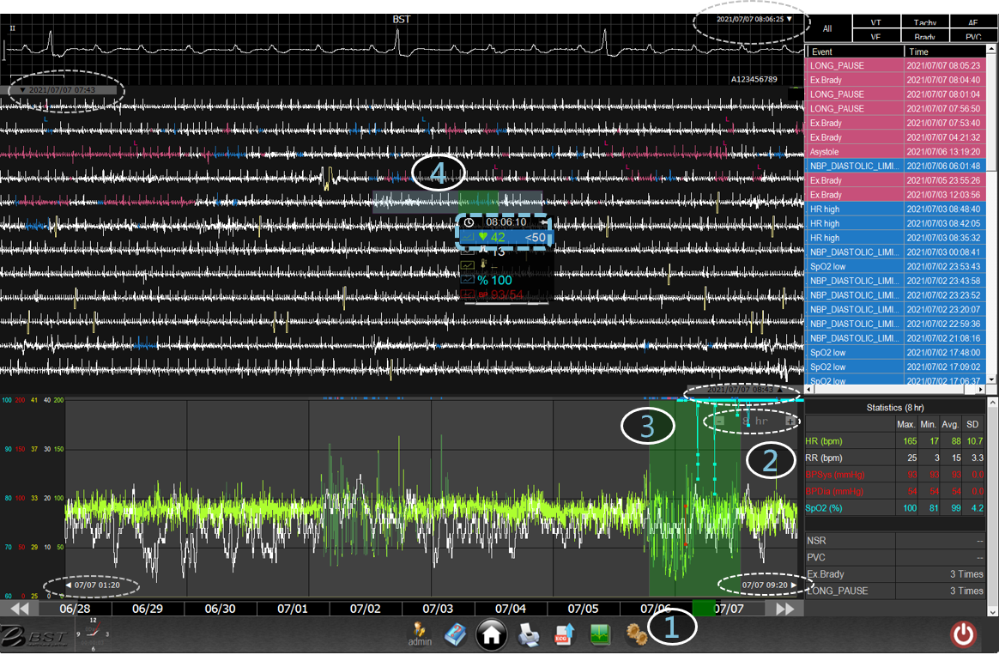 BST
2021/07/07 08:06:25 ▼
II
A123456789
▼ 2021/07/07 07:43
L
L
L
L
L
L
L
L
L
4
08:06:10
♥ 42 <50
13
--
% 100
BP 93/54
2021/07/07 08:43 ▲
All VT Tachy AF
VF Brady PVC
Event Time
LONG_PAUSE 2021/07/07 08:05:23
Ex.Brady 2021/07/07 08:04:40
LONG_PAUSE 2021/07/07 08:01:04
LONG_PAUSE 2021/07/07 07:56:50
Ex.Brady 2021/07/07 07:53:40
Ex.Brady 2021/07/07 04:21:32
Asystole 2021/07/06 13:19:20
NBP_DIASTOLIC_LIMI... 2021/07/06 06:01:48
Ex.Brady 2021/07/05 23:55:26
Ex.Brady 2021/07/03 12:03:56
HR high 2021/07/03 08:48:40
HR high 2021/07/03 08:42:05
HR high 2021/07/03 08:35:32
NBP_DIASTOLIC_LIMI... 2021/07/03 00:08:41
SpO2 low 2021/07/02 23:53:43
NBP_DIASTOLIC_LIMI... 2021/07/02 23:43:58
NBP_DIASTOLIC_LIMI... 2021/07/02 23:23:52
NBP_DIASTOLIC_LIMI... 2021/07/02 23:20:07
NBP_DIASTOLIC_LIMI... 2021/07/02 22:59:36
NBP_DIASTOLIC_LIMI... 2021/07/02 21:08:16
SpO2 low 2021/07/02 17:48:00
SpO2 low 2021/07/02 17:09:02
SpO2 low 2021/07/02 17:06:37
100 200 41 40 200
90 150 37 30 150
80 100 33 20 100
70 50 29 10 50
60 0 25 0 0
3
- 8 hr +
2
◀ 07/07 01:20
07/07 09:20 ▶
06/28 06/29 06/30 07/01 07/02 07/03 07/04 07/05 07/06 07/07
Statistics (8 hr)
Max. Min. Avg. SD
HR (bpm) 165 17 88 10.7
RR (bpm) 25 3 15 3.3
BPSys (mmHg) 93 93 93 0.0
BPDia (mmHg) 54 54 54 0.0
SpO2 (%) 100 81 99 4.2
NSR --
PVC --
Ex.Brady 3 Times
LONG_PAUSE 3 Times
BST
12
9 3
6
admin
ECG
1